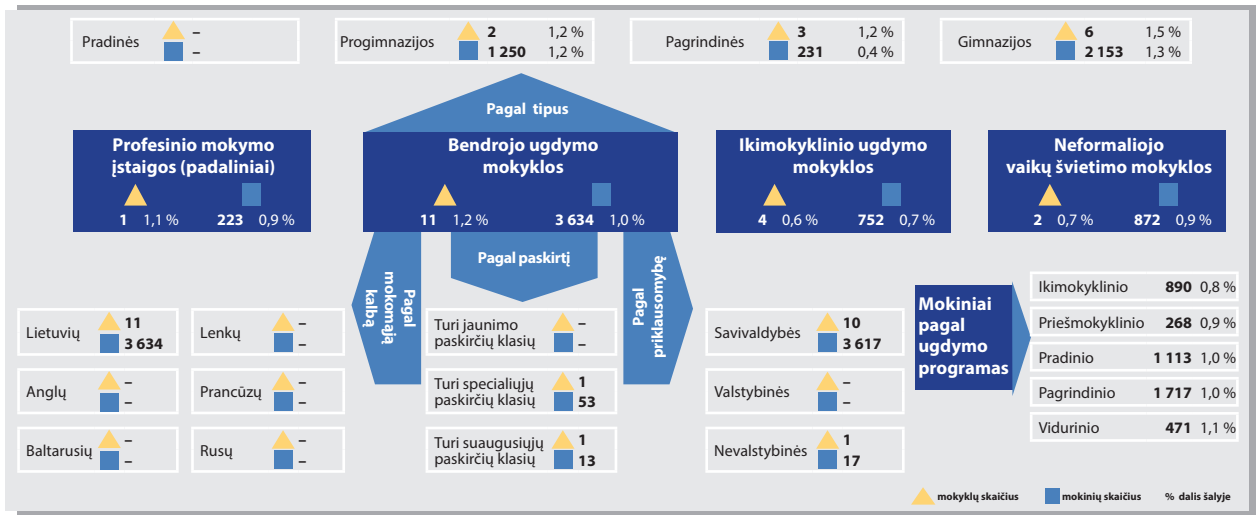 Pradinės
–
–
Progimnazijos
2 1,2 %
1 250 1,2 %
Pagrindinės
3 1,2 %
231 0,4 %
Gimnazijos
6 1,5 %
2 153 1,3 %
Pagal tipus
Profesinio mokymo
įstaigos (padaliniai)
1 1,1 % 223 0,9 %
Bendrojo ugdymo
mokyklos
11 1,2 % 3 634 1,0 %
Ikimokyklinio ugdymo
mokyklos
4 0,6 % 752 0,7 %
Neformaliojo
vaikų švietimo mokyklos
2 0,7 % 872 0,9 %
Pagal
mokomąją
kalbą
Pagal paskirtį
Pagal
priklausomybę
Lietuvių
11
3 634
Lenkų
–
–
Anglų
–
–
Prancūzų
–
–
Baltarusių
–
–
Rusų
–
–
Turi jaunimo
paskirčių klasių
–
–
Turi specialiųjų
paskirčių klasių
1
53
Turi suaugusiųjų
paskirčių klasių
1
13
Savivaldybės
10
3 617
Valstybinės
–
–
Nevalstybinės
1
17
Mokiniai
pagal
ugdymo
programas
Ikimokyklinio 890 0,8 %
Priešmokyklinio 268 0,9 %
Pradinio 1 113 1,0 %
Pagrindinio 1 717 1,0 %
Vidurinio 471 1,1 %
mokyklų skaičius mokinių skaičius % dalis šalyje